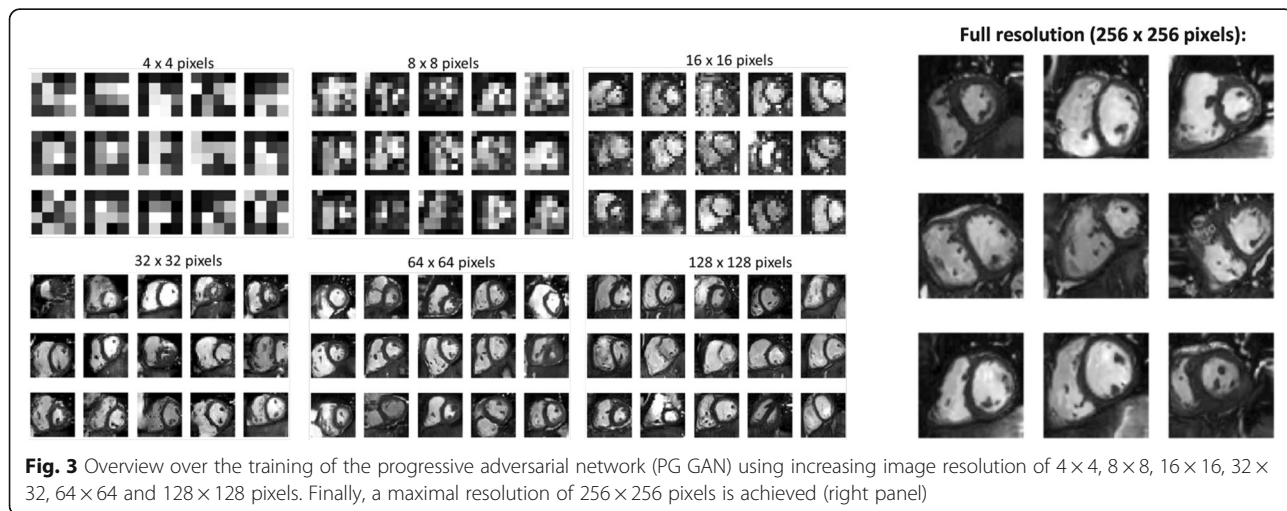 Full resolution (256 x 256 pixels):
4 x 4 pixels
8 x 8 pixels
16 x 16 pixels
32 x 32 pixels
64 x 64 pixels
128 x 128 pixels
Fig. 3 Overview over the training of the progressive adversarial network (PG GAN) using increasing image resolution of 4 × 4, 8 × 8, 16 × 16, 32 ×
32, 64 × 64 and 128 × 128 pixels. Finally, a maximal resolution of 256 × 256 pixels is achieved (right panel)